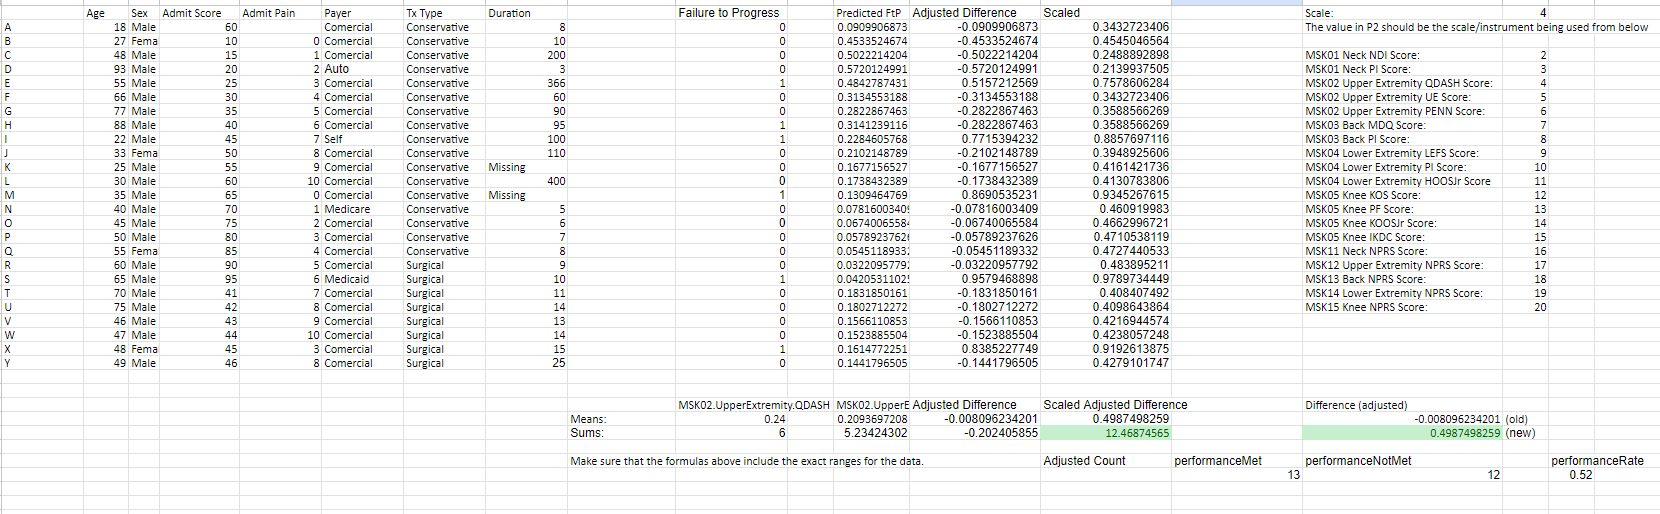 Age Sex Admit Score Admit Pain Payer Tx Type Duration Failure to Progress Predicted FtP Adjusted Difference Scaled Scale: 4
A 18 Male 60 Comercial Conservative 8 0 0.0909906873 -0.0909906873 0.3432723406 The value in P2 should be the scale/instrument being used from below
B 27 Fema 10 0 Comercial Conservative 10 0 0.4533524674 -0.4533524674 0.4545046564
C 48 Male 15 1 Comercial Conservative 200 0 0.5022214204 -0.5022214204 0.2488892898 MSK01 Neck NDI Score: 2
D 93 Male 20 2 Auto Conservative 3 0 0.5720124991 -0.5720124991 0.2139937505 MSK01 Neck PI Score: 3
E 55 Male 25 3 Comercial Conservative 366 1 0.4842787431 0.5157212569 0.7578606284 MSK02 Upper Extremity QDASH Score: 4
F 66 Male 30 4 Comercial Conservative 60 0 0.3134553188 -0.3134553188 0.3432723406 MSK02 Upper Extremity UE Score: 5
G 77 Male 35 5 Comercial Conservative 90 0 0.2822867463 -0.2822867463 0.3588566269 MSK02 Upper Extremity PENN Score: 6
H 88 Male 40 6 Comercial Conservative 95 1 0.3141239116 -0.2822867463 0.3588566269 MSK03 Back MDQ Score: 7
I 22 Male 45 7 Self Conservative 100 1 0.2284605768 0.7715394232 0.8857697116 MSK03 Back PI Score: 8
J 33 Fema 50 8 Comercial Conservative 110 0 0.2102148789 -0.2102148789 0.3948925606 MSK04 Lower Extremity LEFS Score: 9
K 25 Male 55 9 Comercial Conservative Missing 0 0.1677156527 -0.1677156527 0.4161421736 MSK04 Lower Extremity PI Score: 10
L 30 Male 60 10 Comercial Conservative 400 0 0.1738432389 -0.1738432389 0.4130783806 MSK04 Lower Extremity HOOSJr Score 11
M 35 Male 65 0 Comercial Conservative Missing 1 0.1309464769 0.8690535231 0.9345267615 MSK05 Knee KOS Score: 12
N 40 Male 70 1 Medicare Conservative 5 0 0.0781600340 -0.07816003409 0.460919983 MSK05 Knee PF Score: 13
O 45 Male 75 2 Comercial Conservative 6 0 0.0674006558 -0.06740065584 0.4662996721 MSK05 Knee KOOSJr Score: 14
P 50 Male 80 3 Comercial Conservative 7 0 0.0578923762 -0.05789237626 0.4710538119 MSK05 Knee IKDC Score: 15
Q 55 Fema 85 4 Comercial Conservative 8 0 0.0545118933 -0.05451189332 0.4727440533 MSK11 Neck NPRS Score: 16
R 60 Male 90 5 Comercial Surgical 9 0 0.0322095779 -0.03220957792 0.483895211 MSK12 Upper Extremity NPRS Score: 17
S 65 Male 95 6 Medicaid Surgical 10 1 0.0420531102 0.9579468898 0.9789734449 MSK13 Back NPRS Score: 18
T 70 Male 41 7 Comercial Surgical 11 0 0.1831850161 -0.1831850161 0.408407492 MSK14 Lower Extremity NPRS Score: 19
U 75 Male 42 8 Comercial Surgical 14 0 0.1802712272 -0.1802712272 0.4098643864 MSK15 Knee NPRS Score: 20
V 46 Male 43 9 Comercial Surgical 13 0 0.1566110853 -0.1566110853 0.4216944574
W 47 Male 44 10 Comercial Surgical 14 0 0.1523885504 -0.1523885504 0.4238057248
X 48 Fema 45 3 Comercial Surgical 15 1 0.1614772251 0.8385227749 0.9192613875
Y 49 Male 46 8 Comercial Surgical 25 0 0.1441796505 -0.1441796505 0.4279101747
MSK02.UpperExtremity.QDASH MSK02.UpperE Adjusted Difference Scaled Adjusted Difference Difference (adjusted)
Means: 0.24 0.2093697208 -0.008096234201 0.4987498259 -0.008096234201 (old)
Sums: 6 5.23424302 -0.202405855 12.46874565 0.4987498259 (new)
Make sure that the formulas above include the exact ranges for the data. Adjusted Count performanceMet performanceNotMet performanceRate
13 12 0.52